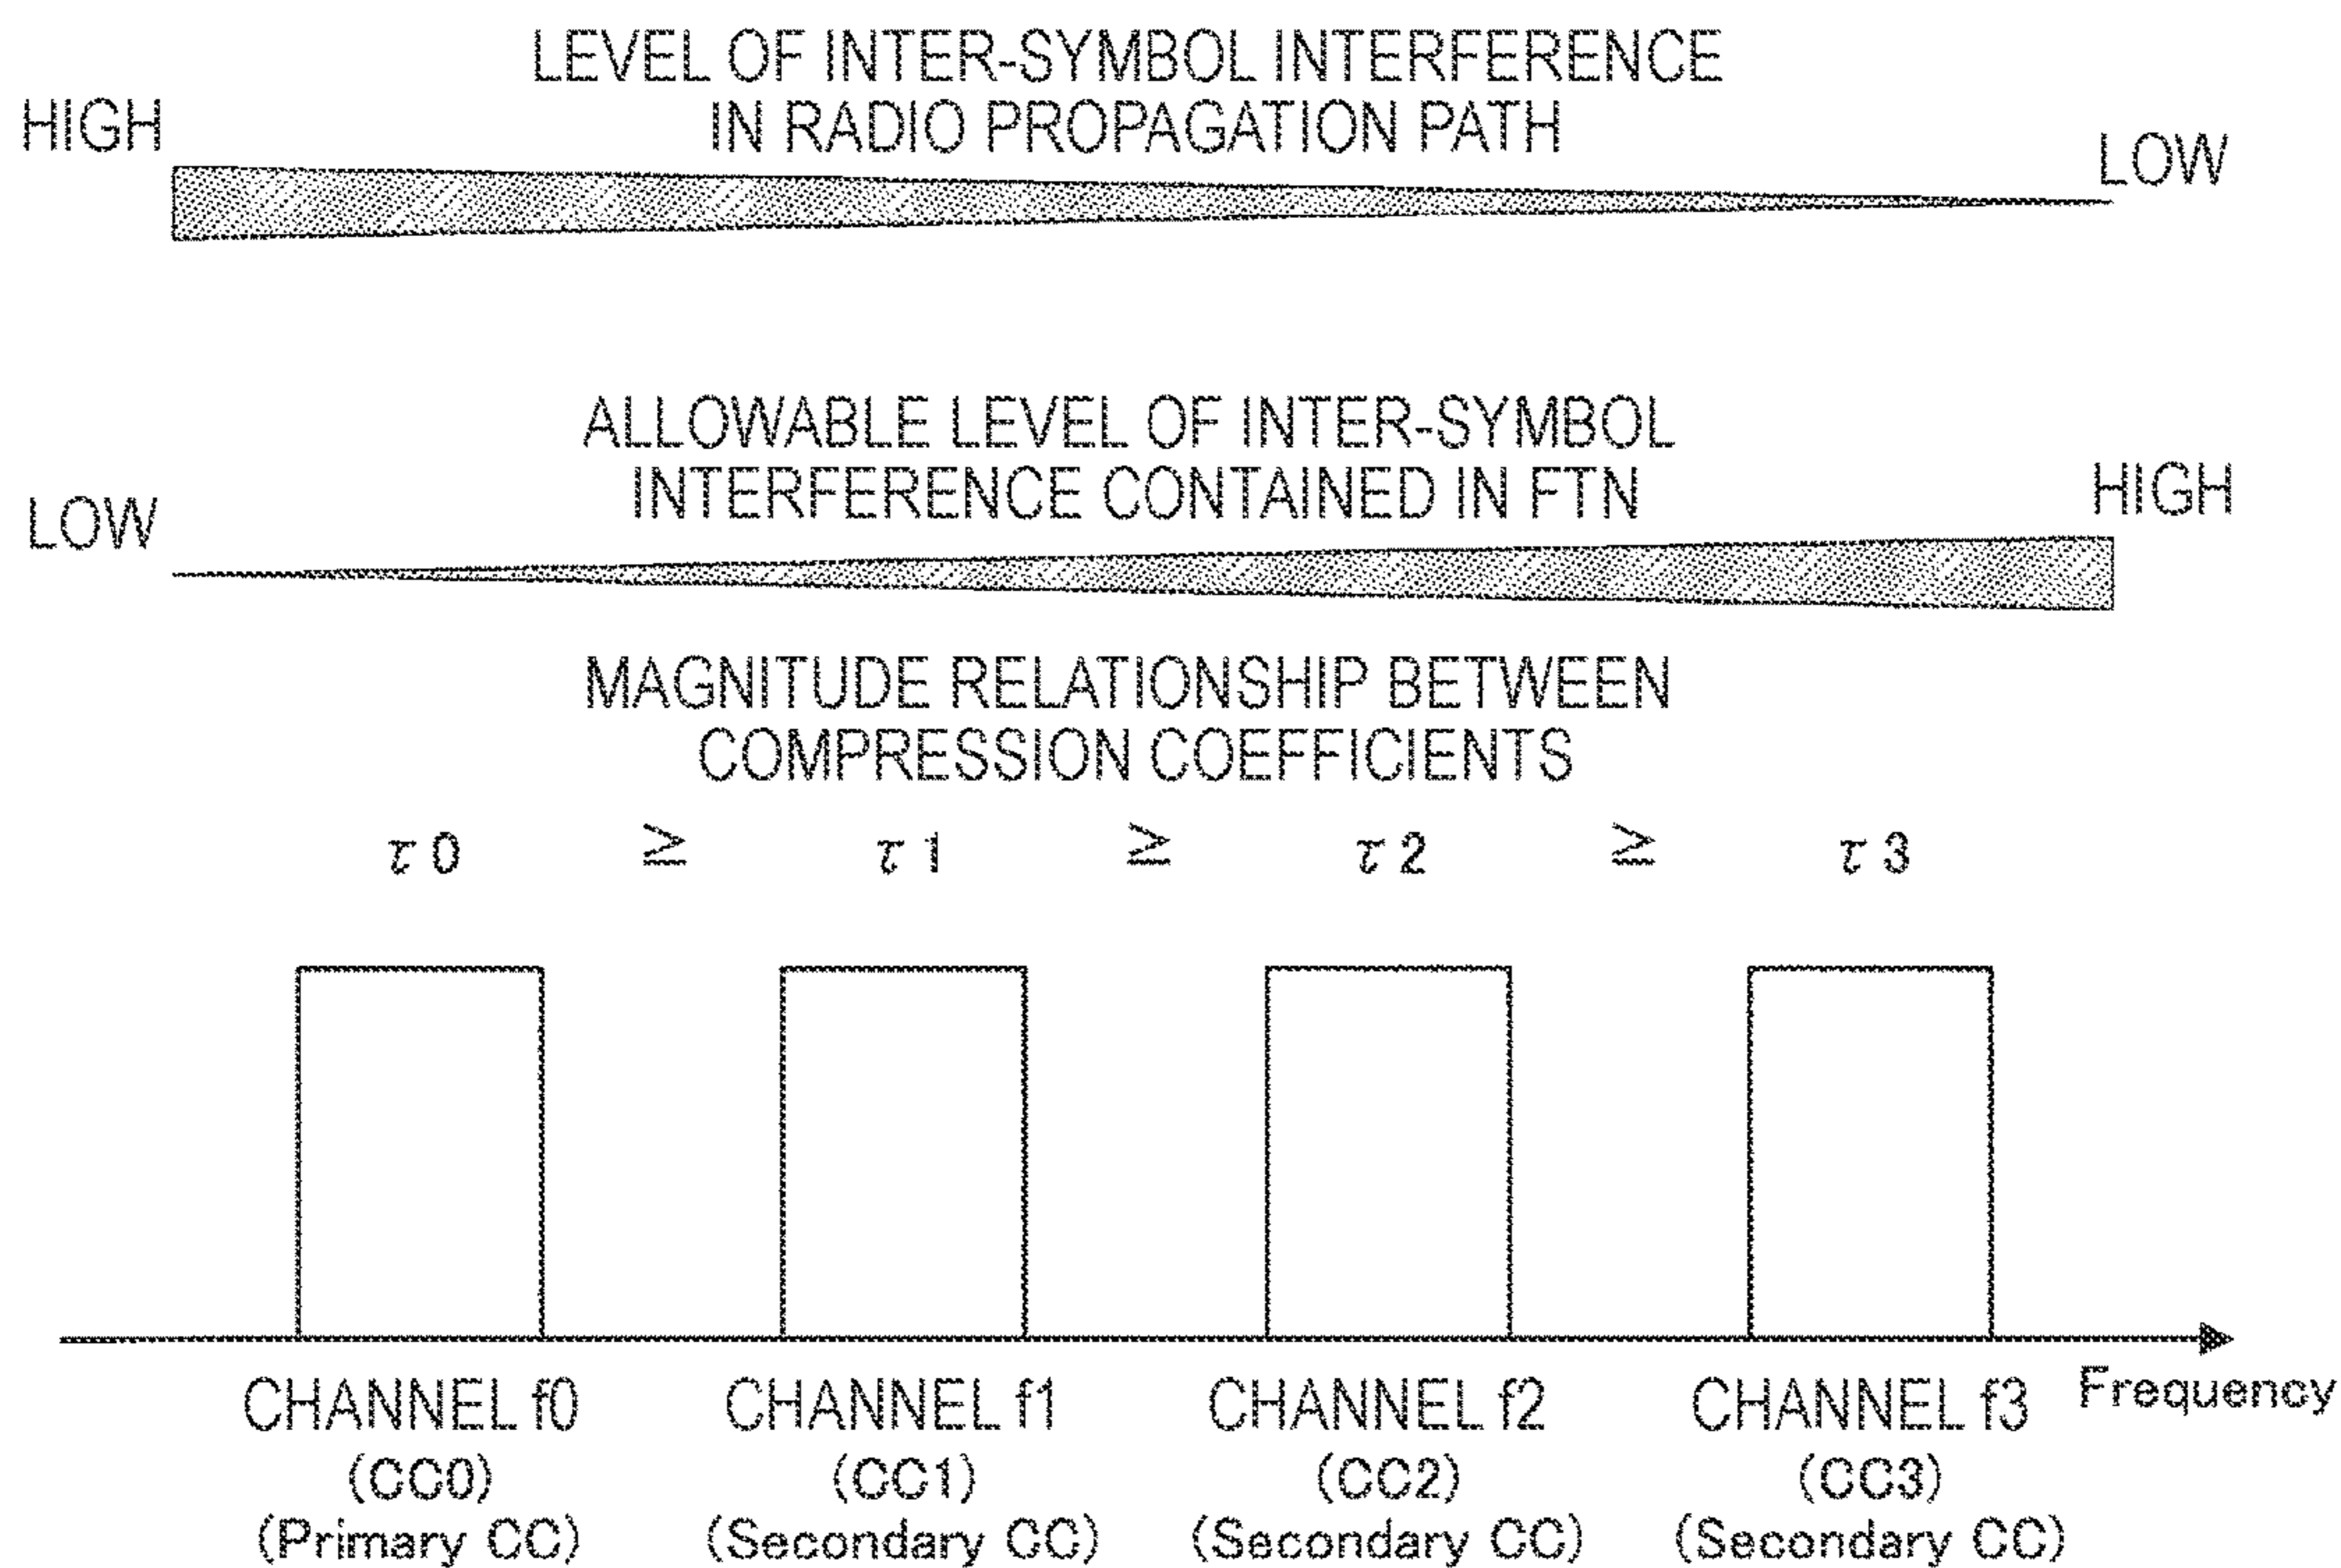 LEVEL OF INTER-SYMBOL INTERFERENCE
IN RADIO PROPAGATION PATH
HIGH
LOW
ALLOWABLE LEVEL OF INTER-SYMBOL
INTERFERENCE CONTAINED IN FTN
LOW
HIGH
MAGNITUDE RELATIONSHIP BETWEEN
COMPRESSION COEFFICIENTS
τ0 ≧ τ1 ≧ τ2 ≧ τ3
Frequency
CHANNEL f0 CHANNEL f1 CHANNEL f2 CHANNEL f3
(CC0) (CC1) (CC2) (CC3)
(Primary CC) (Secondary CC) (Secondary CC) (Secondary CC)